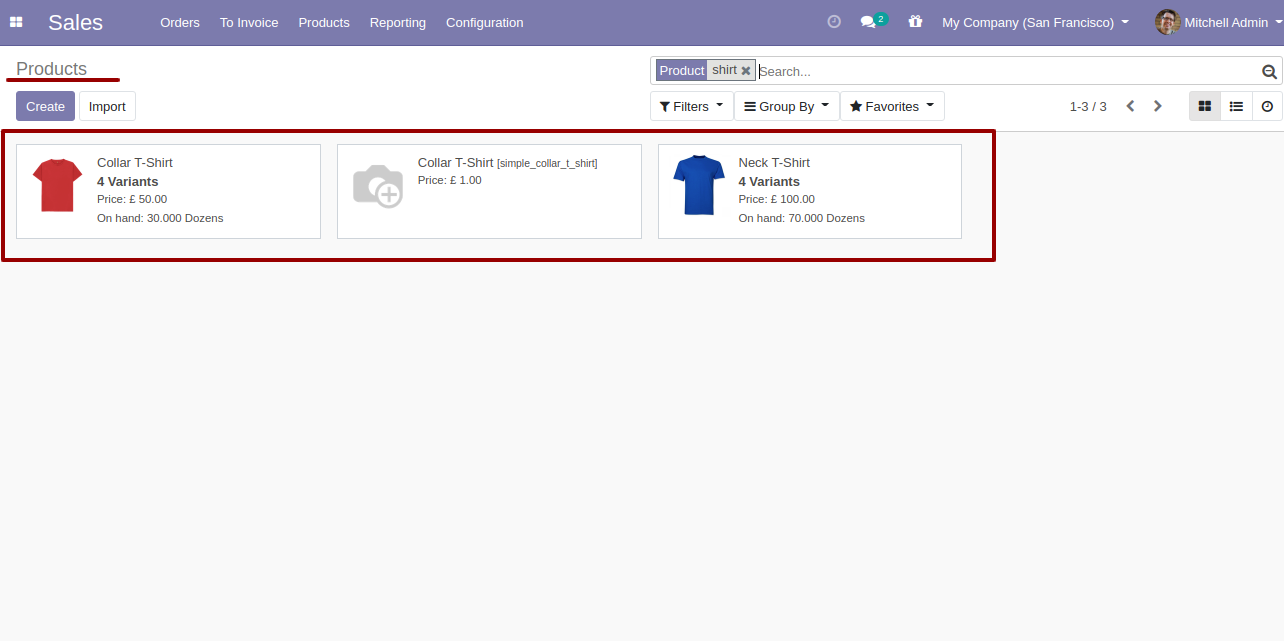 Sales Orders To Invoice Products Reporting Configuration 2 My Company (San Francisco) Mitchell Admin
Products
Product shirt Search...
Create Import Filters Group By Favorites 1-3 / 3
Collar T-Shirt
4 Variants
Price: £ 50.00
On hand: 30.000 Dozens
Collar T-Shirt [simple_collar_t_shirt]
Price: £ 1.00
Neck T-Shirt
4 Variants
Price: £ 100.00
On hand: 70.000 Dozens